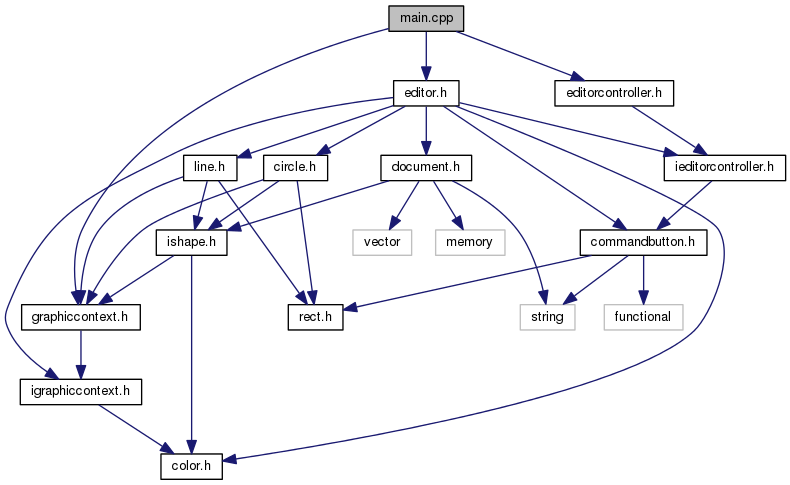 main.cpp
editor.h
editorcontroller.h
line.h
circle.h
document.h
ieditorcontroller.h
ishape.h
vector
memory
commandbutton.h
graphiccontext.h
rect.h
string
functional
igraphiccontext.h
color.h